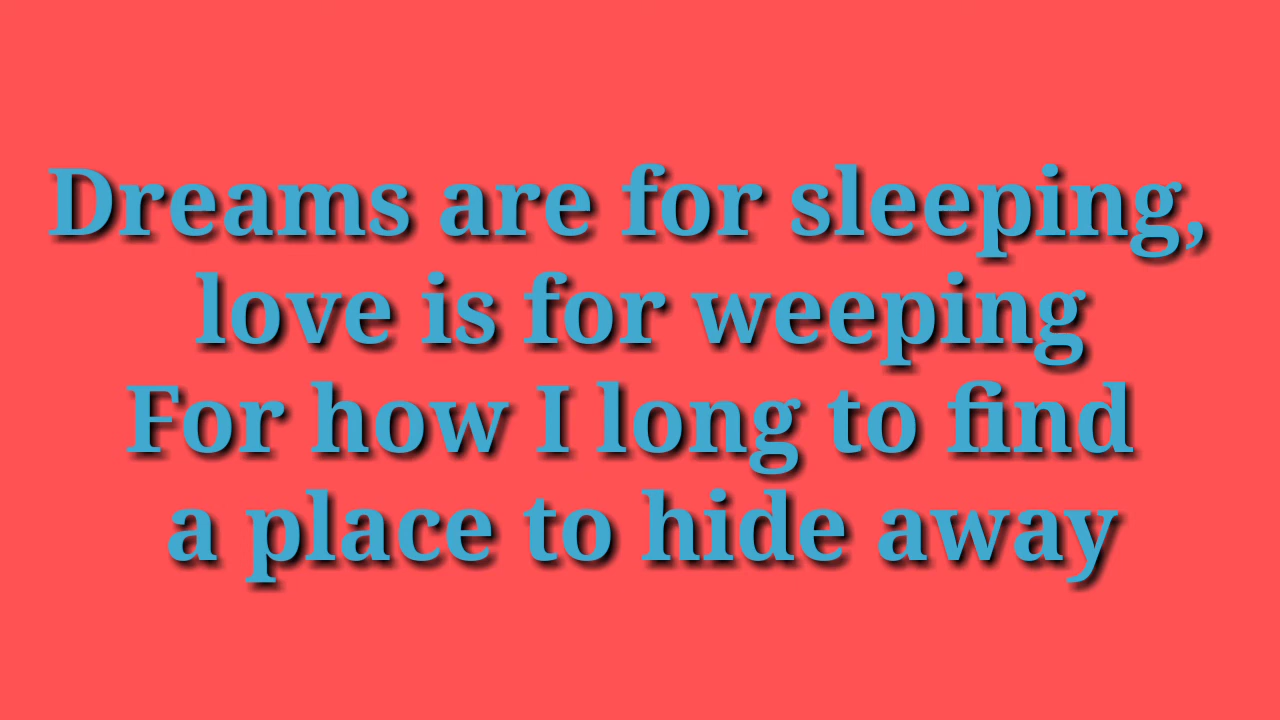 Dreams are for sleeping,
love is for weeping
For how I long to find
a place to hide away